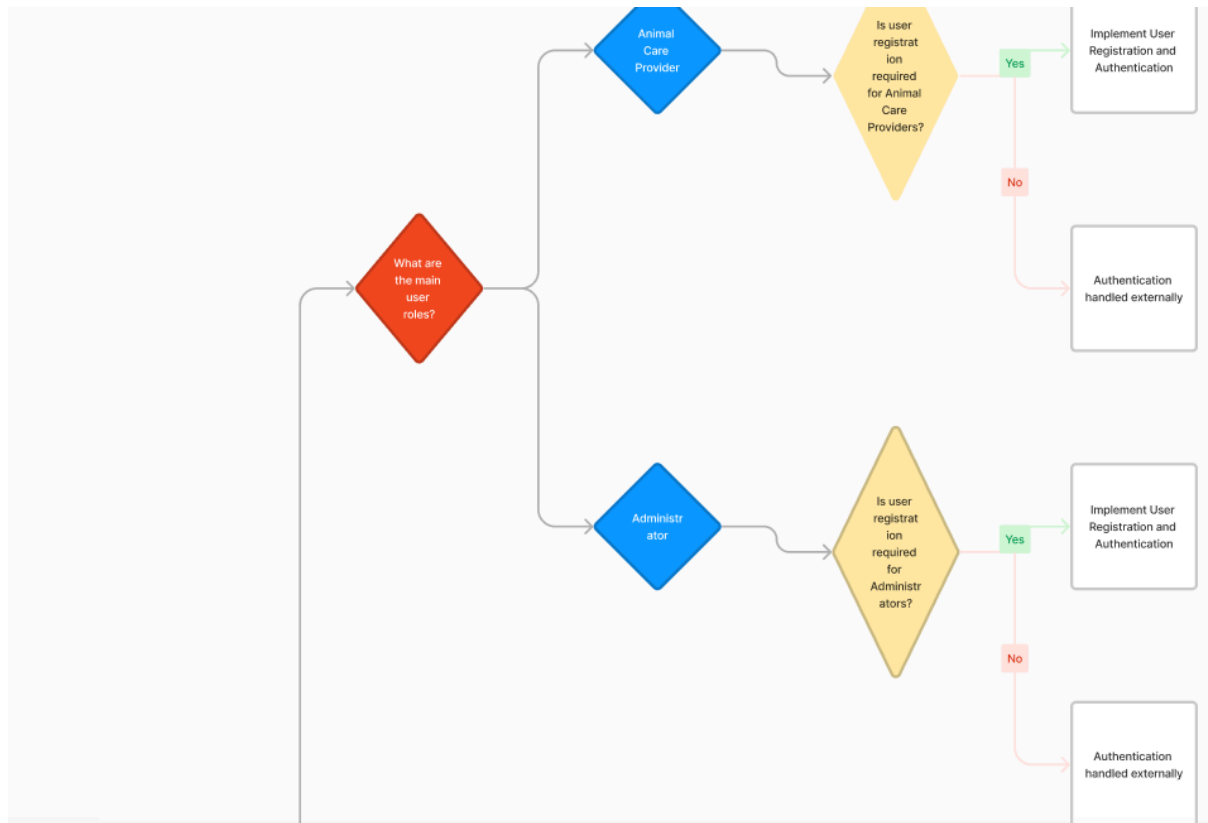 Animal
Care
Provider
Is user
registrat
ion
required
for Animal
Care
Providers?
Yes
No
Implement User
Registration and
Authentication
Authentication
handled externally
What are
the main
user
roles?
Administr
ator
Is user
registrat
ion
required
for
Administr
ators?
Yes
No
Implement User
Registration and
Authentication
Authentication
handled externally